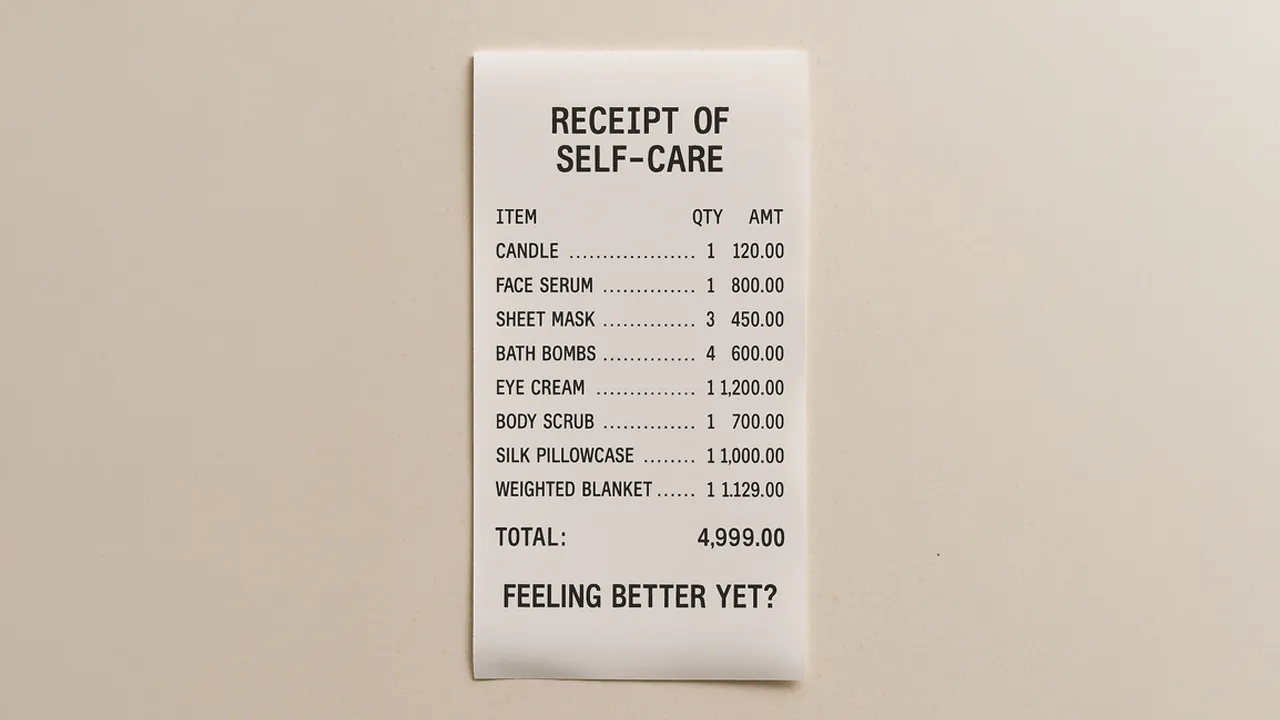 RECEIPT OF
SELF-CARE
ITEM QTY AMT
CANDLE ................... 1 120.00
FACE SERUM .............. 1 800.00
SHEET MASK .............. 3 450.00
BATH BOMBS .............. 4 600.00
EYE CREAM ............... 1 1,200.00
BODY SCRUB .............. 1 700.00
SILK PILLOWCASE ........ 1 1,000.00
WEIGHTED BLANKET ...... 1 1.129.00
TOTAL: 4,999.00
FEELING BETTER YET?